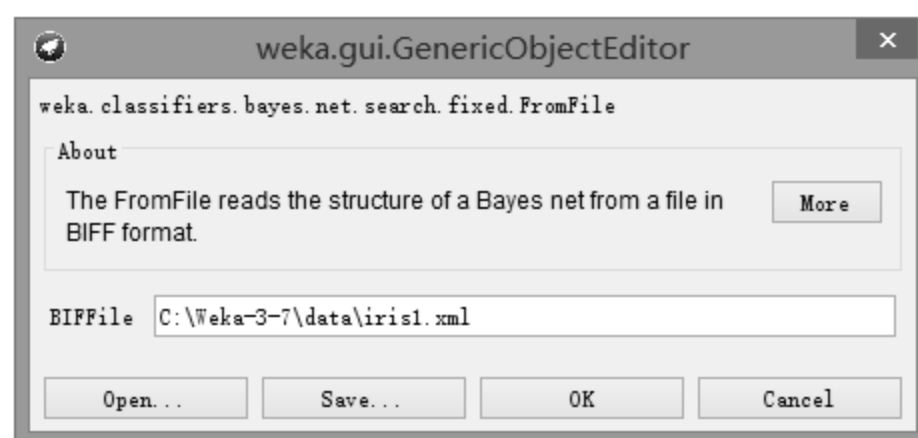 weka.gui.GenericObjectEditor
×
weka.classifiers.bayes.net.search.fixed.FromFile
About
The FromFile reads the structure of a Bayes net from a file in
BIFF format.
More
BIFFile C:\Weka-3-7\data\iris1.xml
Open... Save... OK Cancel